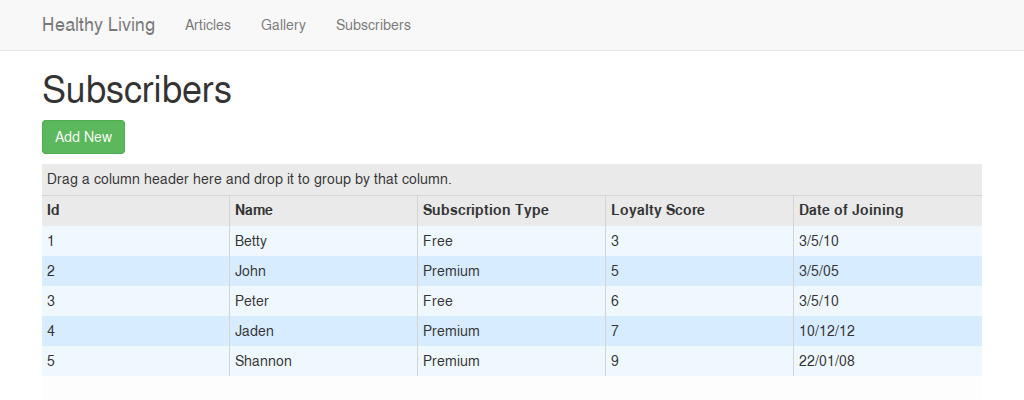 Healthy Living Articles Gallery Subscribers
Subscribers
Add New
Drag a column header here and drop it to group by that column.
Id Name Subscription Type Loyalty Score Date of Joining
1 Betty Free 3 3/5/10
2 John Premium 5 3/5/05
3 Peter Free 6 3/5/10
4 Jaden Premium 7 10/12/12
5 Shannon Premium 9 22/01/08